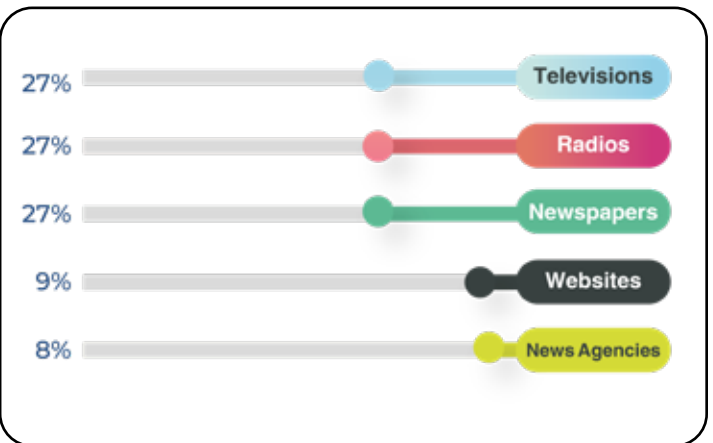 27% Televisions
27% Radios
27% Newspapers
9% Websites
8% News Agencies